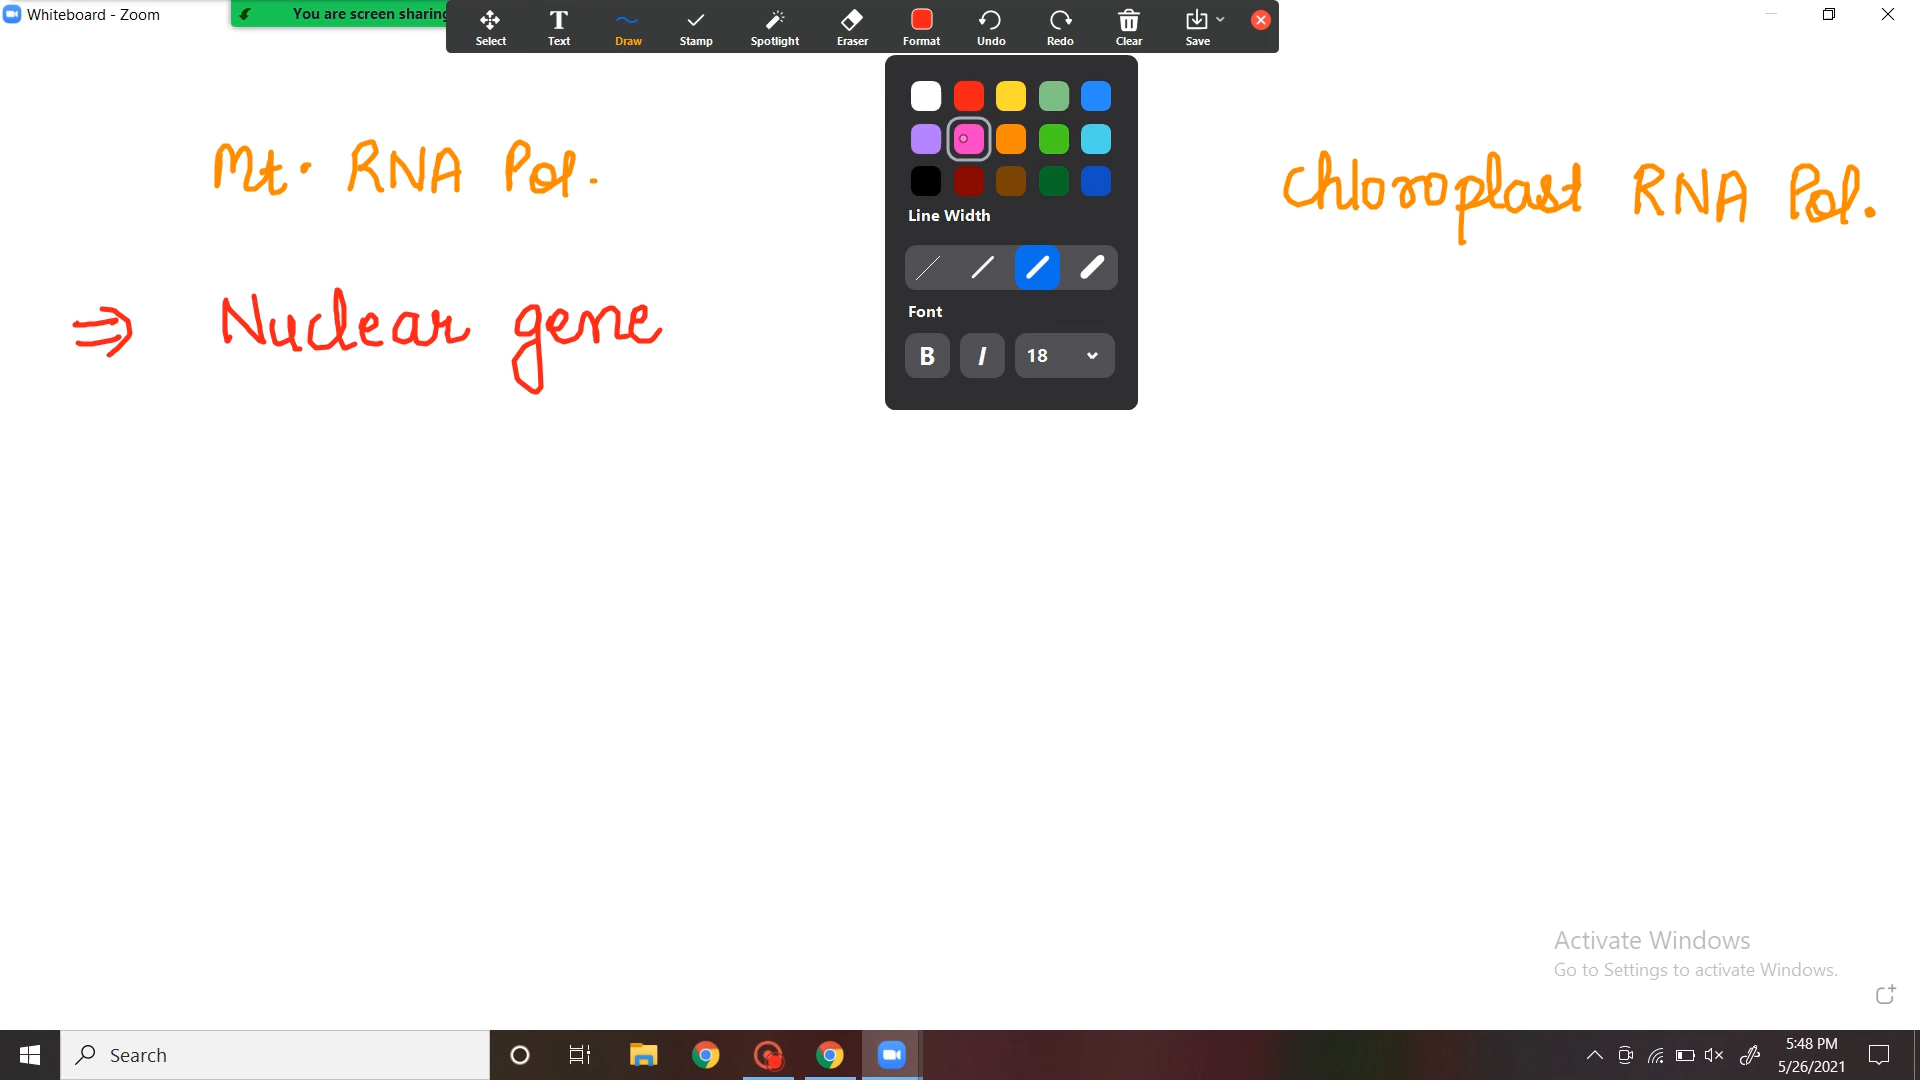 Whiteboard - Zoom
You are screen sharing
Select Text Draw Stamp Spotlight Eraser Format Undo Redo Clear Save
Mt. RNA Pol.
Chloroplast RNA Pol.
Line Width
⇒ Nuclear gene
Font
B I 18
Activate Windows
Go to Settings to activate Windows.
Search
5:48 PM
5/26/2021